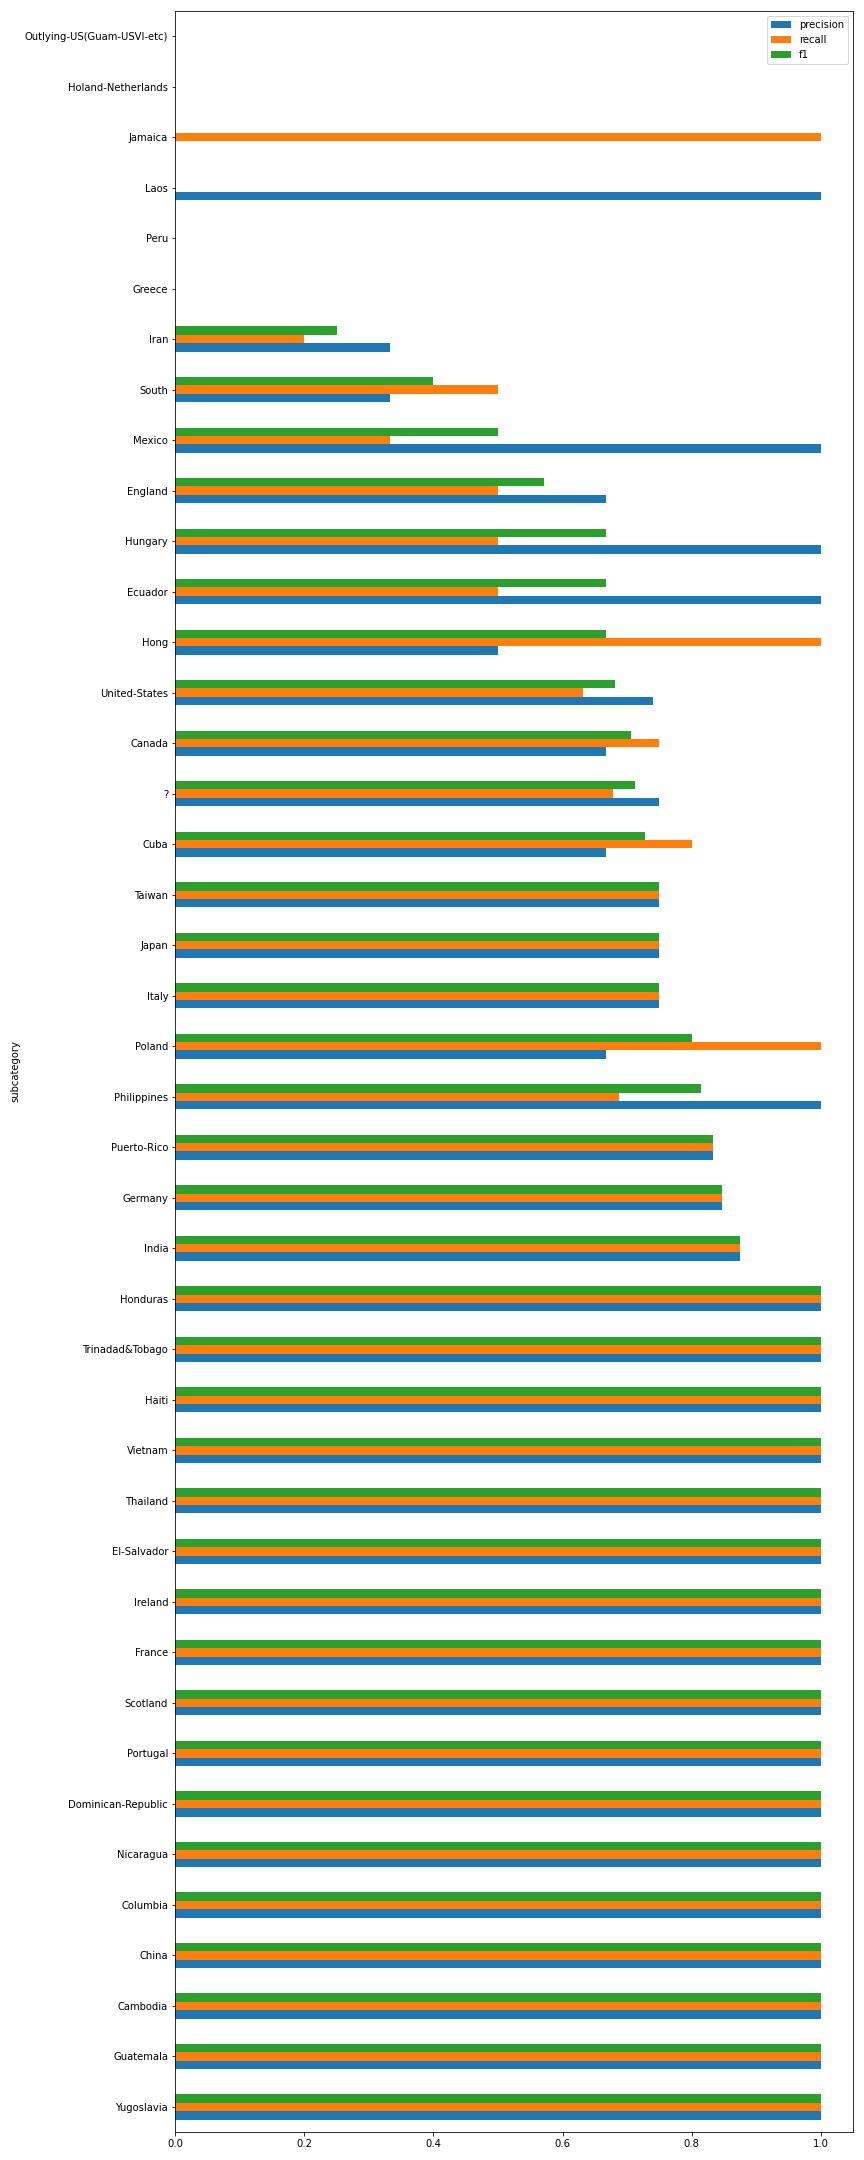 precision
recall
f1
Outlying-US(Guam-USVI-etc)
Holand-Netherlands
Jamaica
Laos
Peru
Greece
Iran
South
Mexico
England
Hungary
Ecuador
Hong
United-States
Canada
?
Cuba
Taiwan
Japan
Italy
Poland
Philippines
Puerto-Rico
Germany
India
Honduras
Trinadad&Tobago
Haiti
Vietnam
Thailand
El-Salvador
Ireland
France
Scotland
Portugal
Dominican-Republic
Nicaragua
Columbia
China
Cambodia
Guatemala
Yugoslavia
subcategory
0.0 0.2 0.4 0.6 0.8 1.0